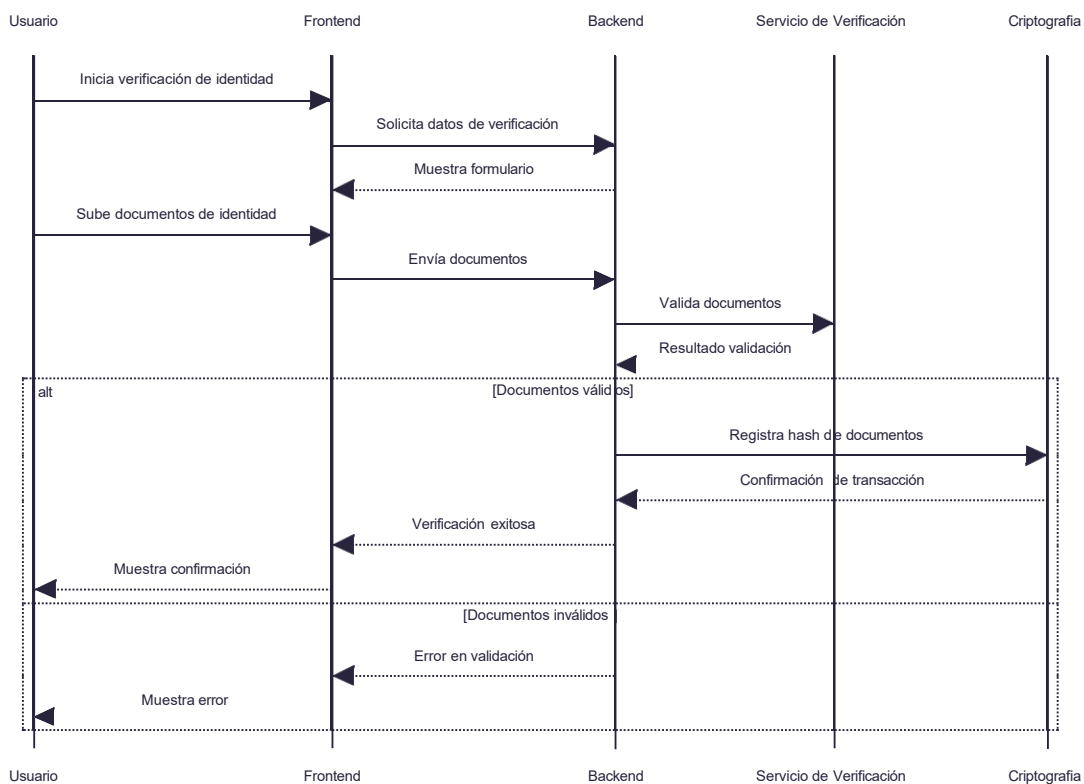 Usuario Frontend Backend Servicio de Verificación Criptografia
Inicia verificación de identidad
Solicita datos de verificación
Muestra formulario
Sube documentos de identidad
Envía documentos
Valida documentos
Resultado validación
alt [Documentos válidos]
Registra hash de documentos
Confirmación de transacción
Verificación exitosa
Muestra confirmación
[Documentos inválidos]
Error en validación
Muestra error
Usuario Frontend Backend Servicio de Verificación Criptografia